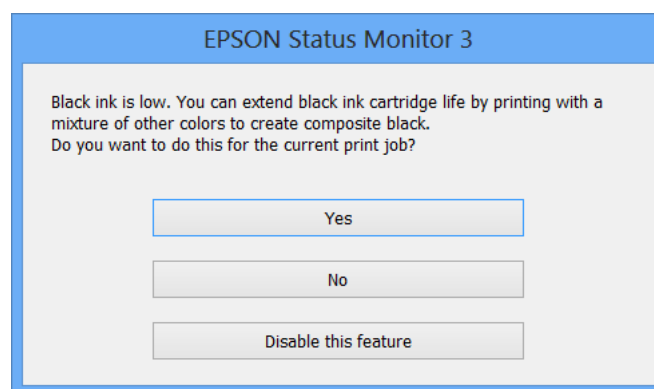 EPSON Status Monitor 3
Black ink is low. You can extend black ink cartridge life by printing with a
mixture of other colors to create composite black.
Do you want to do this for the current print job?
Yes
No
Disable this feature